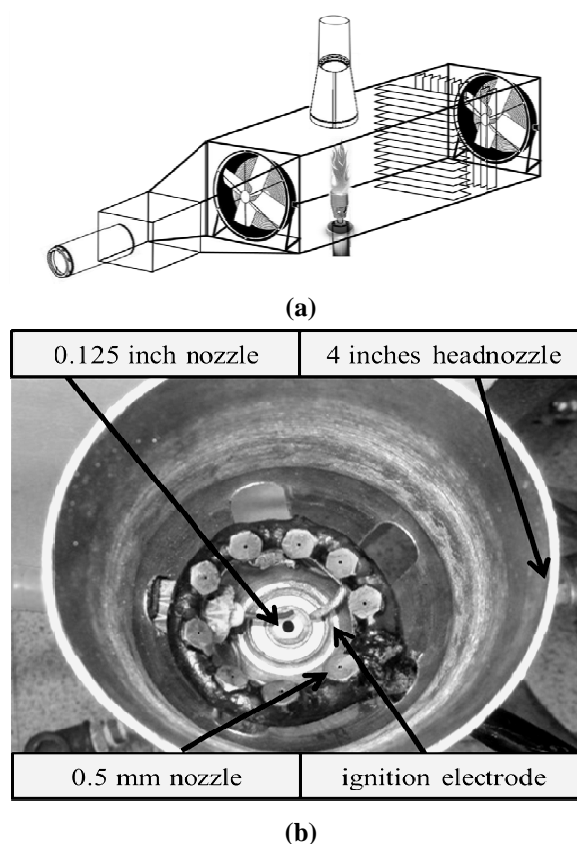 (a)
0.125 inch nozzle
4 inches headnozzle
0.5 mm nozzle
ignition electrode
(b)